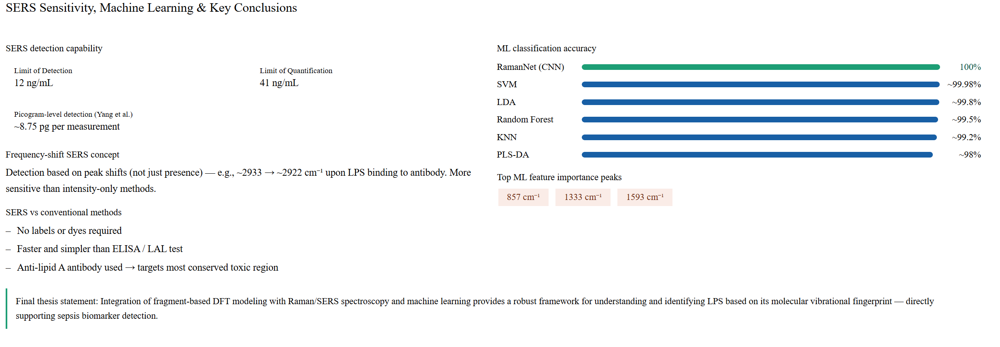 SERS Sensitivity, Machine Learning & Key Conclusions
SERS detection capability
Limit of Detection
12 ng/mL
Limit of Quantification
41 ng/mL
Picogram-level detection (Yang et al.)
~8.75 pg per measurement
Frequency-shift SERS concept
Detection based on peak shifts (not just presence) — e.g., ~2933 → ~2922 cm⁻¹ upon LPS binding to antibody. More
sensitive than intensity-only methods.
SERS vs conventional methods
– No labels or dyes required
– Faster and simpler than ELISA / LAL test
– Anti-lipid A antibody used → targets most conserved toxic region
ML classification accuracy
RamanNet (CNN) 100%
SVM ~99.98%
LDA ~99.8%
Random Forest ~99.5%
KNN ~99.2%
PLS-DA ~98%
Top ML feature importance peaks
857 cm⁻¹ 1333 cm⁻¹ 1593 cm⁻¹
Final thesis statement: Integration of fragment-based DFT modeling with Raman/SERS spectroscopy and machine learning provides a robust framework for understanding and identifying LPS based on its molecular vibrational fingerprint — directly
supporting sepsis biomarker detection.